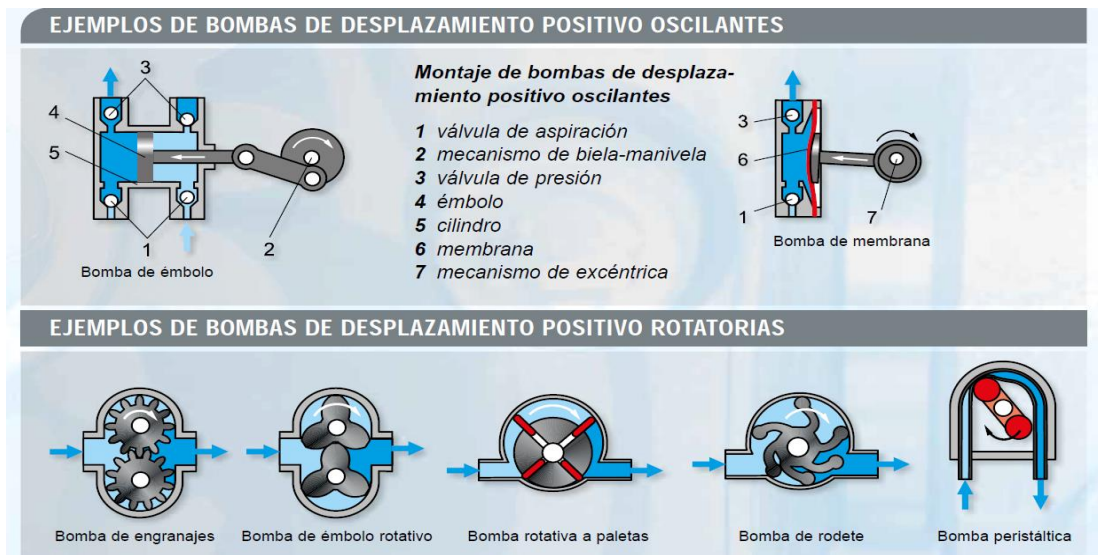 EJEMPLOS DE BOMBAS DE DESPLAZAMIENTO POSITIVO OSCILANTES
3
4
5
1
2
Bomba de émbolo
Montaje de bombas de desplaza-
miento positivo oscilantes
1 válvula de aspiración
2 mecanismo de biela-manivela
3 válvula de presión
4 émbolo
5 cilindro
6 membrana
7 mecanismo de excéntrica
3
6
1
7
Bomba de membrana
EJEMPLOS DE BOMBAS DE DESPLAZAMIENTO POSITIVO ROTATORIAS
Bomba de engranajes
Bomba de émbolo rotativo
Bomba rotativa a paletas
Bomba de rodete
Bomba peristáltica